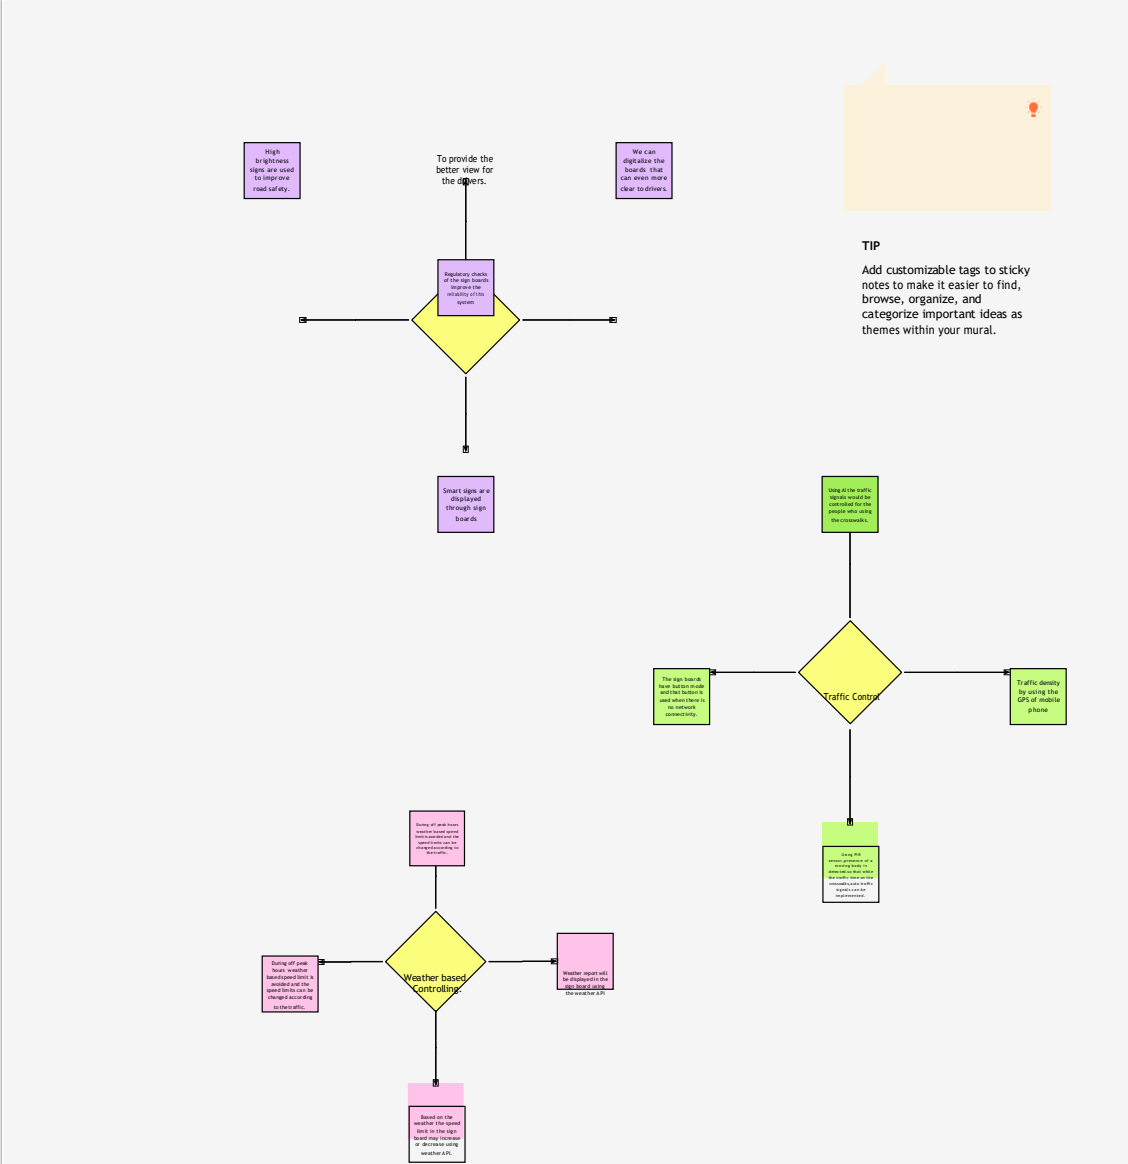 High
brightness
signs are used
to improve
road safety.
To provide the
better view for
the drivers.
We can
digitalize the
boards that
can even more
clear to drivers.
TIP
Add customizable tags to sticky
notes to make it easier to find,
browse, organize, and
categorize important ideas as
themes within your mural.
Regulatory checks
of the sign boards
improve the
reliability of this
system
Smart signs are
displayed
through sign
boards
Using AI the traffic
signals would be
controlled for the
people who using
the crosswalks.
The sign boards
have button mode
and that button is
used when there is
no network
connectivity.
Traffic Control
Traffic density
by using the
GPS of mobile
phone
Using PIR
sensor,presence of a
moving body is
detected.so that while
the traffic time on the
crosswalks,auto traffic
signals can be
implemented.
During off peak hours
weather based speed
limit is avoided and the
speed limits can be
changed according to
the traffic.
During off peak
hours weather
based speed limit is
avoided and the
speed limits can be
changed according
to the traffic.
Weather based
Controlling.
Weather report will
be displayed in the
sign board using
the weather API
Based on the
weather the speed
limit in the sign
board may increase
or decrease using
weather API.